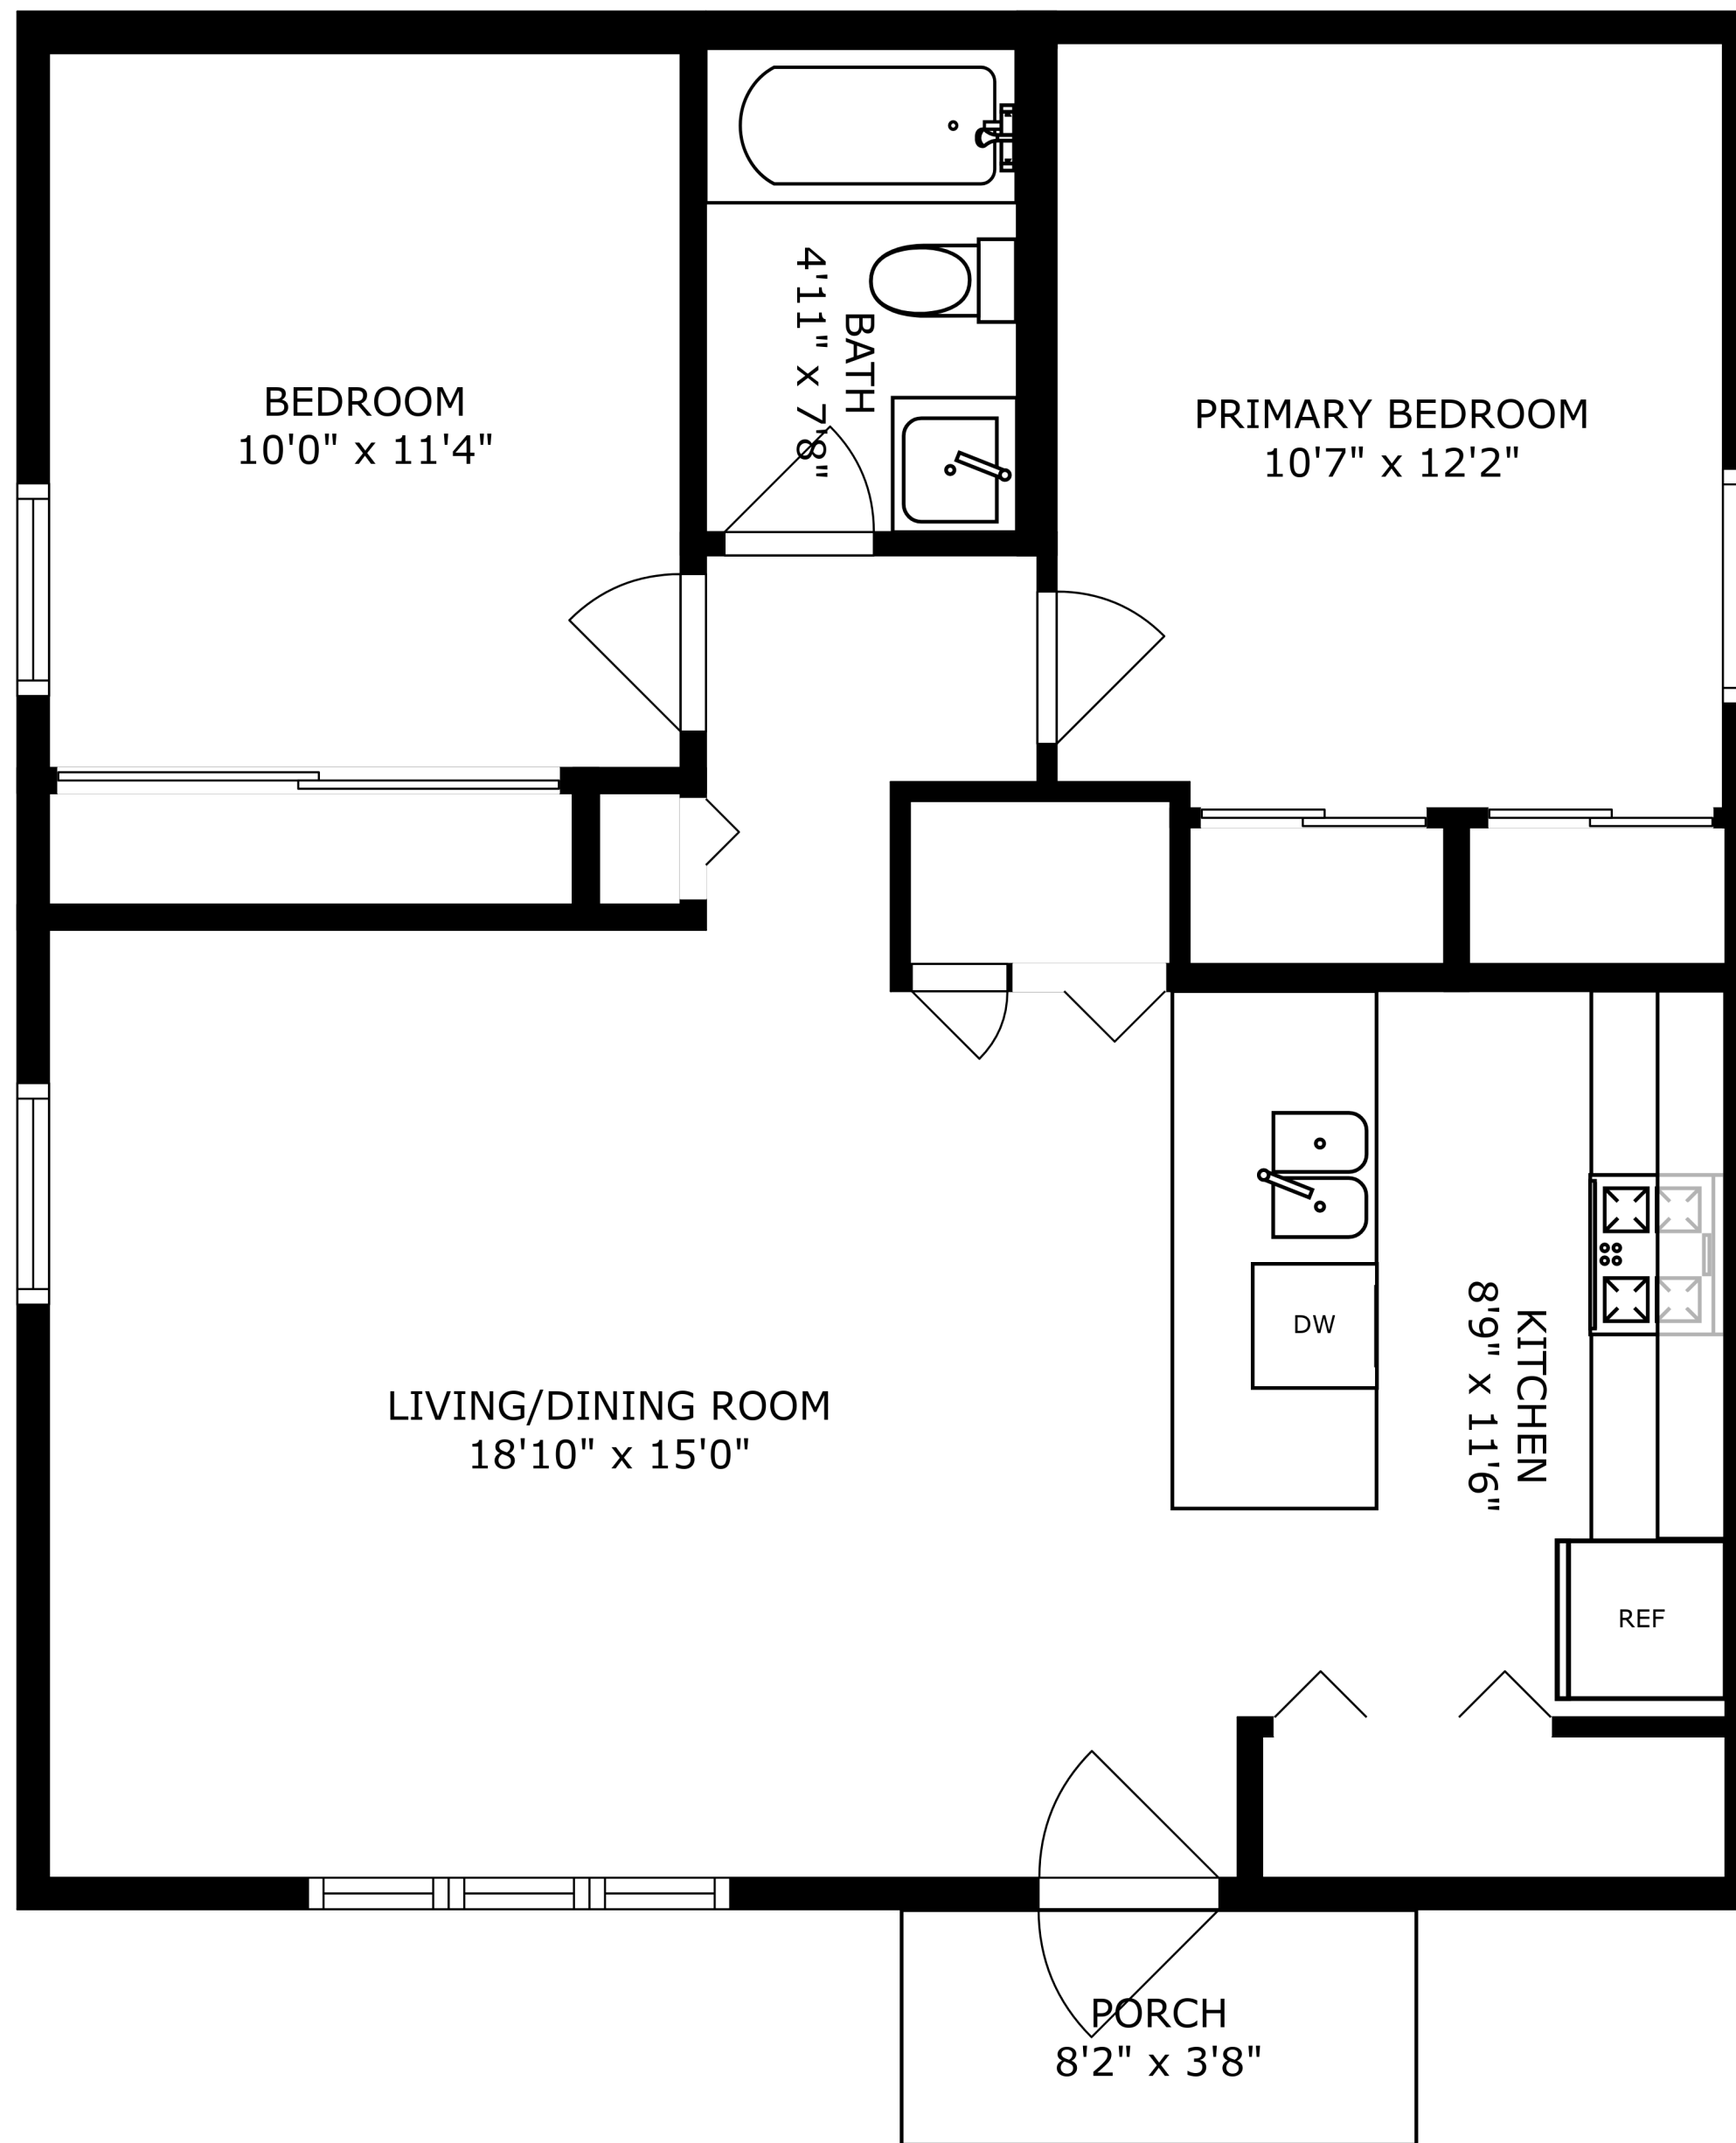 BATH
4'11" x 7'8"
BEDROOM
10'0" x 11'4"
PRIMARY BEDROOM
10'7" x 12'2"
DW
KITCHEN
8'9" x 11'6"
LIVING/DINING ROOM
18'10" x 15'0"
REF
PORCH
8'2" x 3'8"